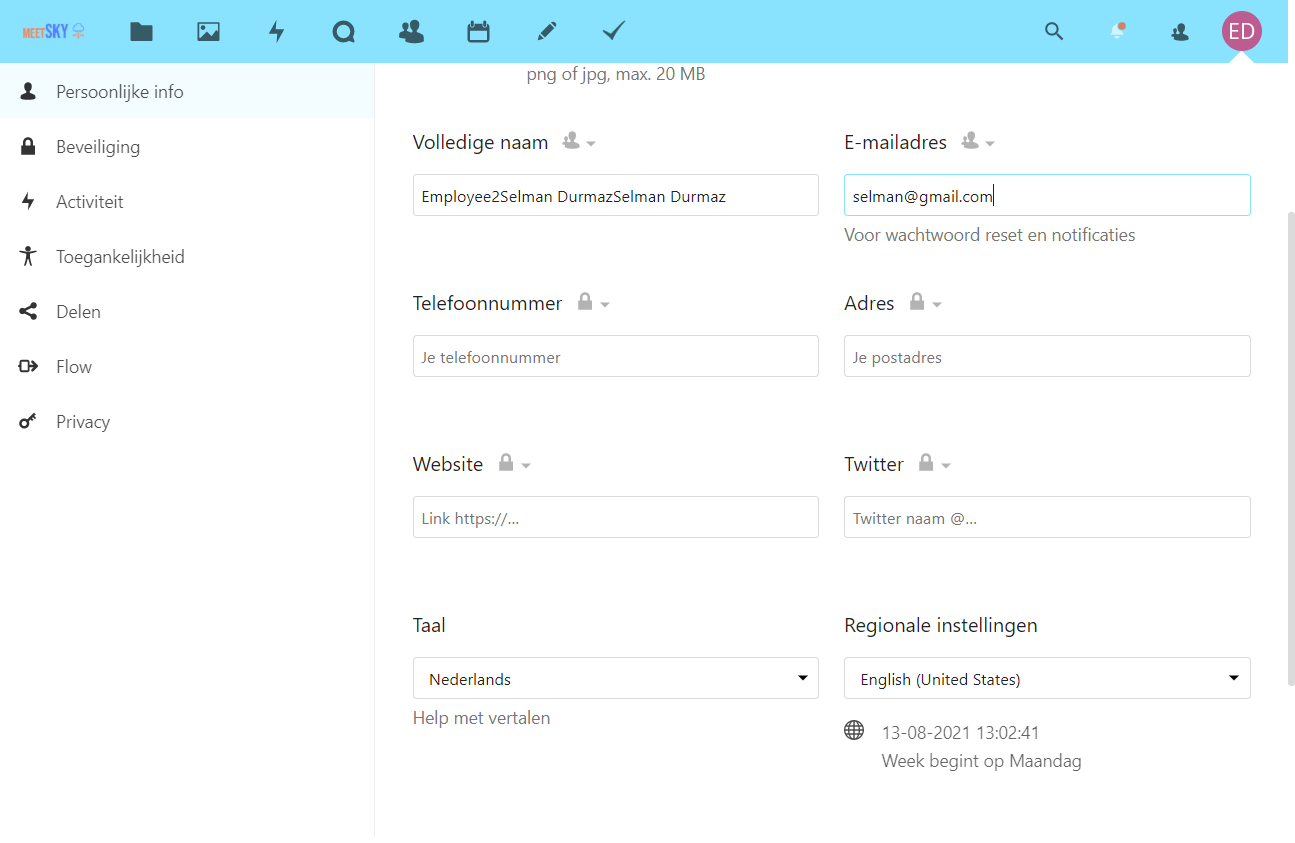 MEETSKY
ED
Persoonlijke info
Beveiliging
Activiteit
Toegankelijkheid
Delen
Flow
Privacy
png of jpg, max. 20 MB
Volledige naam
E-mailadres
Employee2Selman DurmazSelman Durmaz
selman@gmail.com
Voor wachtwoord reset en notificaties
Telefoonnummer
Adres
Je telefoonnummer
Je postadres
Website
Twitter
Link https://...
Twitter naam @...
Taal
Regionale instellingen
Nederlands
English (United States)
Help met vertalen
13-08-2021 13:02:41
Week begint op Maandag